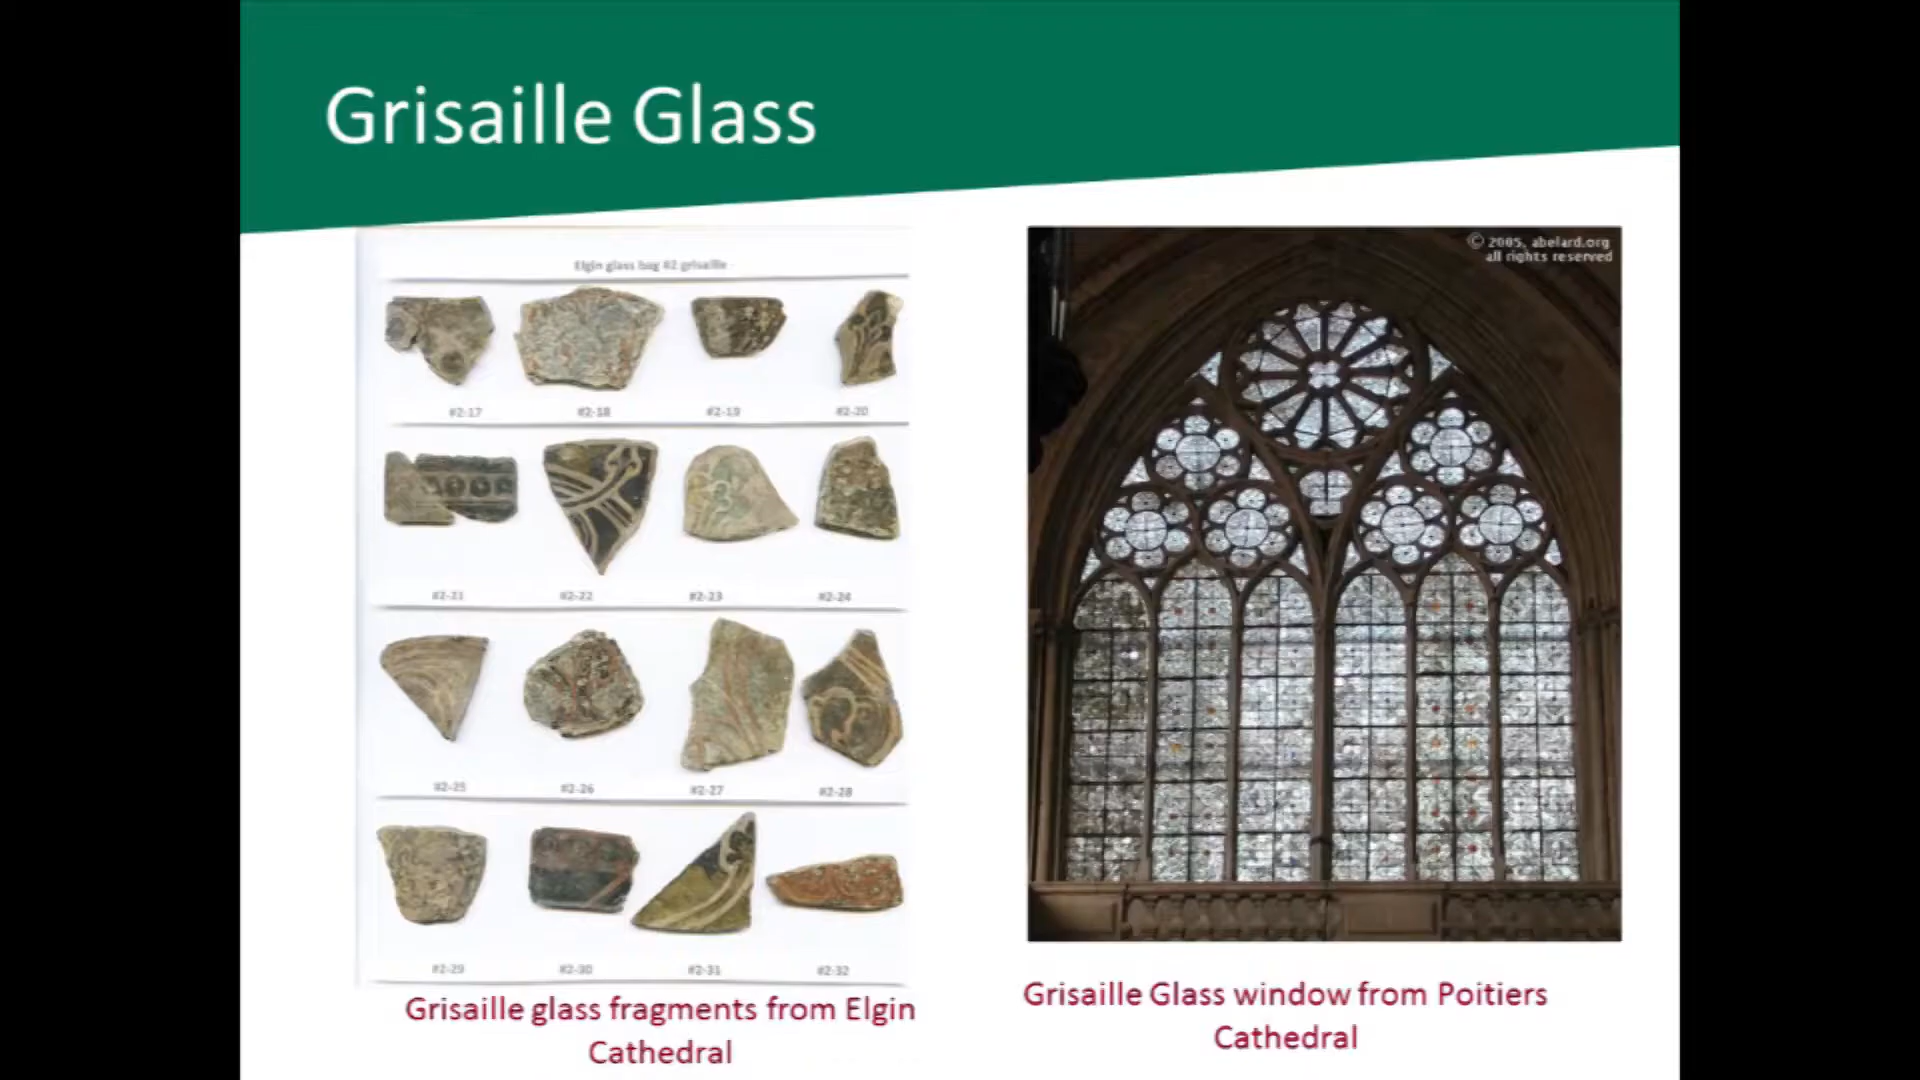 Grisaille Glass
Elgin glass bag #2 grisaille
#2-17 #2-18 #2-19 #2-20
#2-21 #2-22 #2-23 #2-24
#2-25 #2-26 #2-27 #2-28
#2-29 #2-30 #2-31 #2-32
Grisaille glass fragments from Elgin
Cathedral
© 2005, abelard.org
all rights reserved
Grisaille Glass window from Poitiers
Cathedral